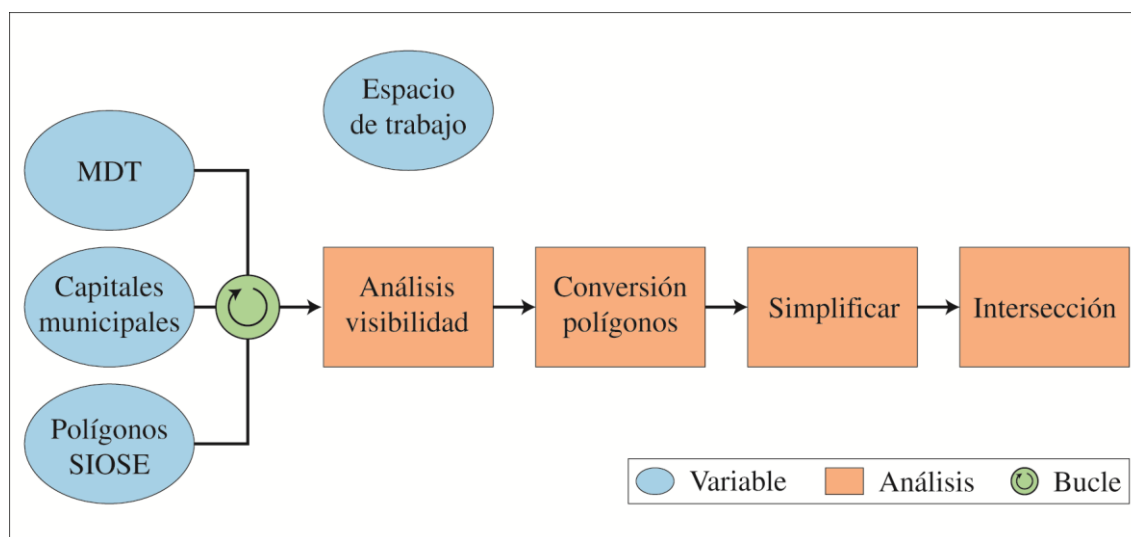 Espacio
de trabajo
MDT
Capitales
municipales
Polígonos
SIOSE
Análisis
visibilidad
Conversión
polígonos
Simplificar
Intersección
Variable
Análisis
Bucle